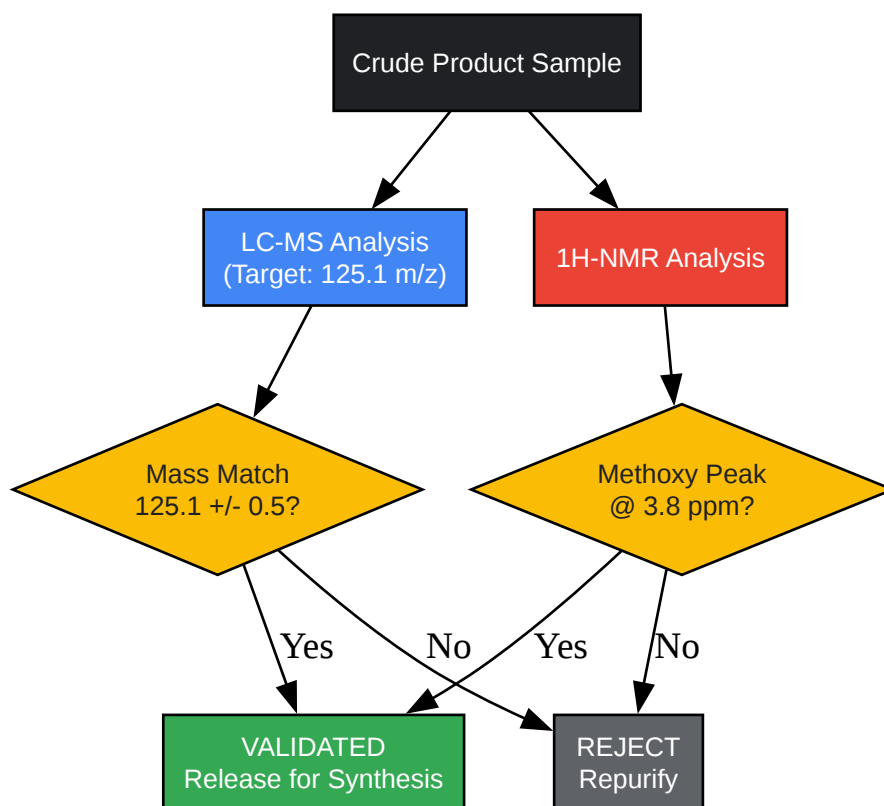 Crude Product Sample
LC-MS Analysis
(Target: 125.1 m/z)
1H-NMR Analysis
Mass Match
125.1 +/- 0.5?
Methoxy Peak
@ 3.8 ppm?
Yes
No
Yes
No
VALIDATED
Release for Synthesis
REJECT
Repurify